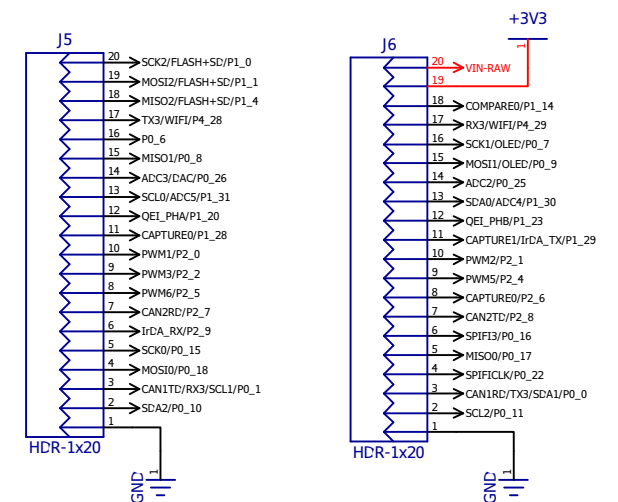 J5
20 SCK2/FLASH+SD/P1_0
19 MOSI2/FLASH+SD/P1_1
18 MISO2/FLASH+SD/P1_4
17 TX3/WIFI/P4_28
16 P0_6
15 MISO1/P0_8
14 ADC3/DAC/P0_26
13 SCL0/ADC5/P1_31
12 QEI_PHA/P1_20
11 CAPTURE0/P1_28
10 PWM1/P2_0
9 PWM3/P2_2
8 PWM6/P2_5
7 CAN2RD/P2_7
6 IrDA_RX/P2_9
5 SCK0/P0_15
4 MOSI0/P0_18
3 CAN1TD/RX3/SCL1/P0_1
2 SDA2/P0_10
1
HDR-1x20
GND 1
+3V3
1
J6
20 VIN-RAW
19
18 COMPARE0/P1_14
17 RX3/WIFI/P4_29
16 SCK1/OLED/P0_7
15 MOSI1/OLED/P0_9
14 ADC2/P0_25
13 SDA0/ADC4/P1_30
12 QEI_PHB/P1_23
11 CAPTURE1/IrDA_TX/P1_29
10 PWM2/P2_1
9 PWM5/P2_4
8 CAPTURE0/P2_6
7 CAN2TD/P2_8
6 SPIFI3/P0_16
5 MISO0/P0_17
4 SPIFICLK/P0_22
3 CAN1RD/TX3/SDA1/P0_0
2 SCL2/P0_11
1
HDR-1x20
GND 1